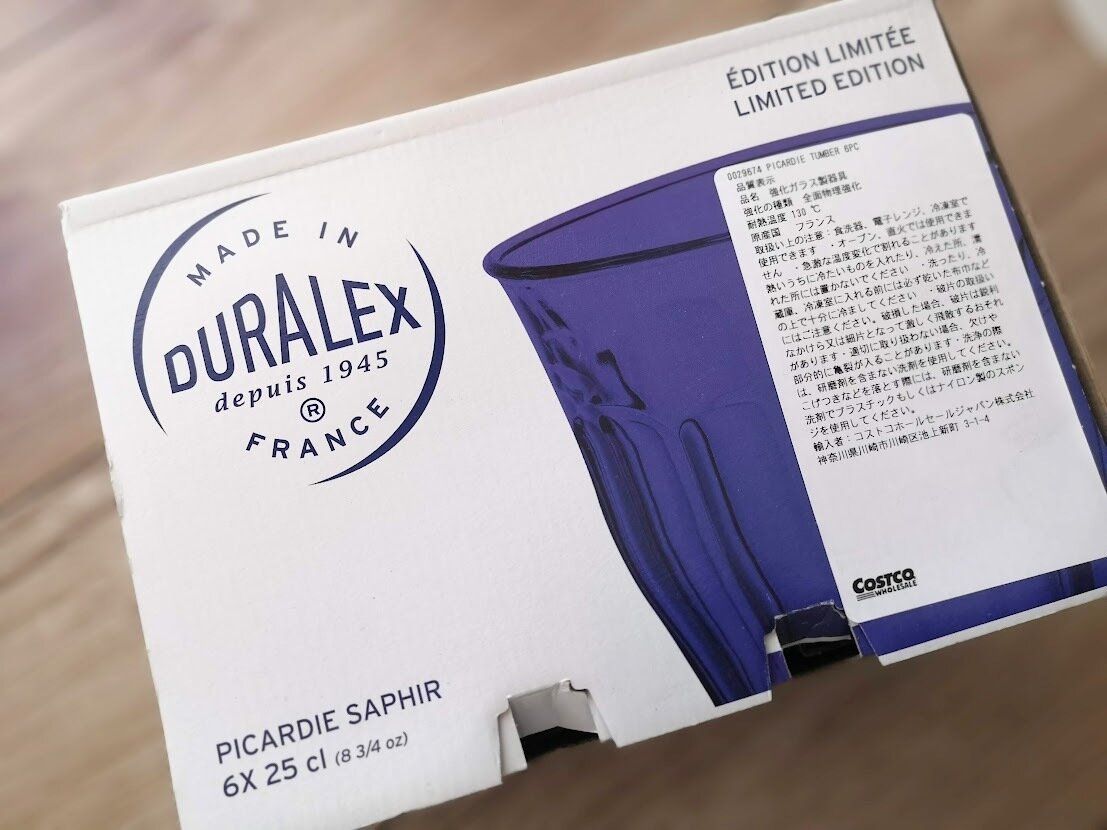 ÉDITION LIMITÉE
LIMITED EDITION
MADE IN
DURALEX
depuis 1945
®
FRANCE
PICARDIE SAPHIR
6X 25 cl (8 3/4 oz)
0029674 PICARDIE TUMBER 6PC
品質表示
品名 強化ガラス製器具
強化の種類 全面物理強化
耐熱温度 130 ℃
原産国 フランス
取扱い上の注意：食洗器、電子レンジ、冷凍室で
使用できます ・オーブン、直火では使用できま
せん ・急激な温度変化で割れることがあります
熱いうちに冷たいものを入れたり、冷えた所、濡
れた所には置かないでください ・洗ったり、冷
蔵庫、冷凍室に入れる前には必ず乾いた布巾など
の上で十分に冷ましてください ・破片の取扱い
にはご注意ください。破損した場合、破片は鋭利
なかけら又は細片となって激しく飛散するおそれ
があります・適切に取り扱わない場合、欠けや
部分的に亀裂が入ることがあります・洗浄の際
は、研磨剤を含まない洗剤を使用してください。
こげつきなどを落とす際には、研磨剤を含まない
洗剤でプラスチックもしくはナイロン製のスポン
ジを使用してください。
輸入者：コストコホールセールジャパン株式会社
神奈川県川崎市川崎区池上新町 3-1-4
COSTCO
WHOLESALE